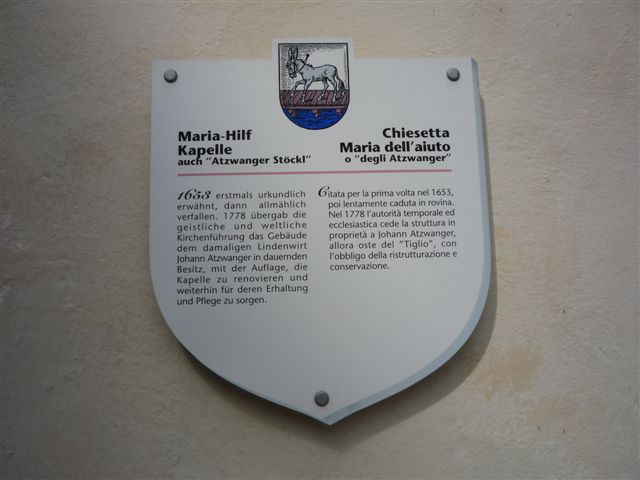 Maria-Hilf
Kapelle
auch "Atzwanger Stöckl"
1653 erstmals urkundlich
erwähnt, dann allmählich
verfallen. 1778 übergab die
geistliche und weltliche
Kirchenführung das Gebäude
dem damaligen Lindenwirt
Johann Atzwanger in dauernden
Besitz, mit der Auflage, die
Kapelle zu renovieren und
weiterhin für deren Erhaltung
und Pflege zu sorgen.
Chiesetta
Maria dell'aiuto
o "degli Atzwanger"
Citata per la prima volta nel 1653,
poi lentamente caduta in rovina.
Nel 1778 l'autorità temporale ed
ecclesiastica cede la struttura in
proprietà a Johann Atzwanger,
allora oste del "Tiglio", con
l'obbligo della ristrutturazione e
conservazione.